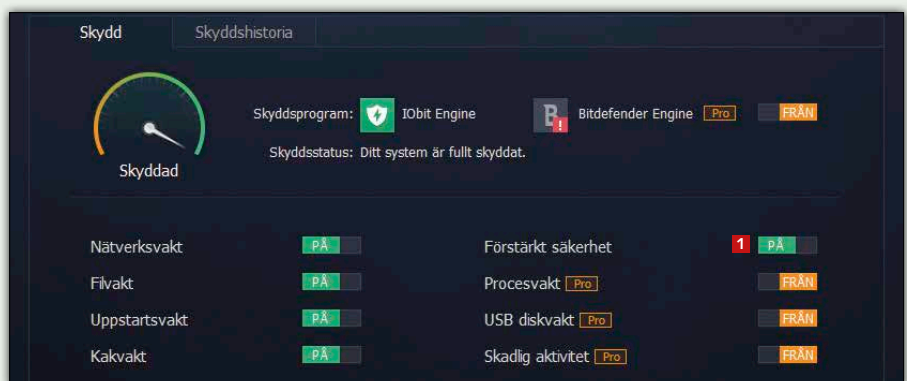 Skydd Skyddshistoria
Skyddsprogram: IObit Engine Bitdefender Engine Pro FRÅN
Skyddsstatus: Ditt system är fullt skyddat.
Skyddad
Nätverksvakt PÅ Förstärkt säkerhet 1 PÅ
Filvakt PÅ Procesvakt Pro FRÅN
Uppstartsvakt PÅ USB diskvakt Pro FRÅN
Kakvakt PÅ Skadlig aktivitet Pro FRÅN